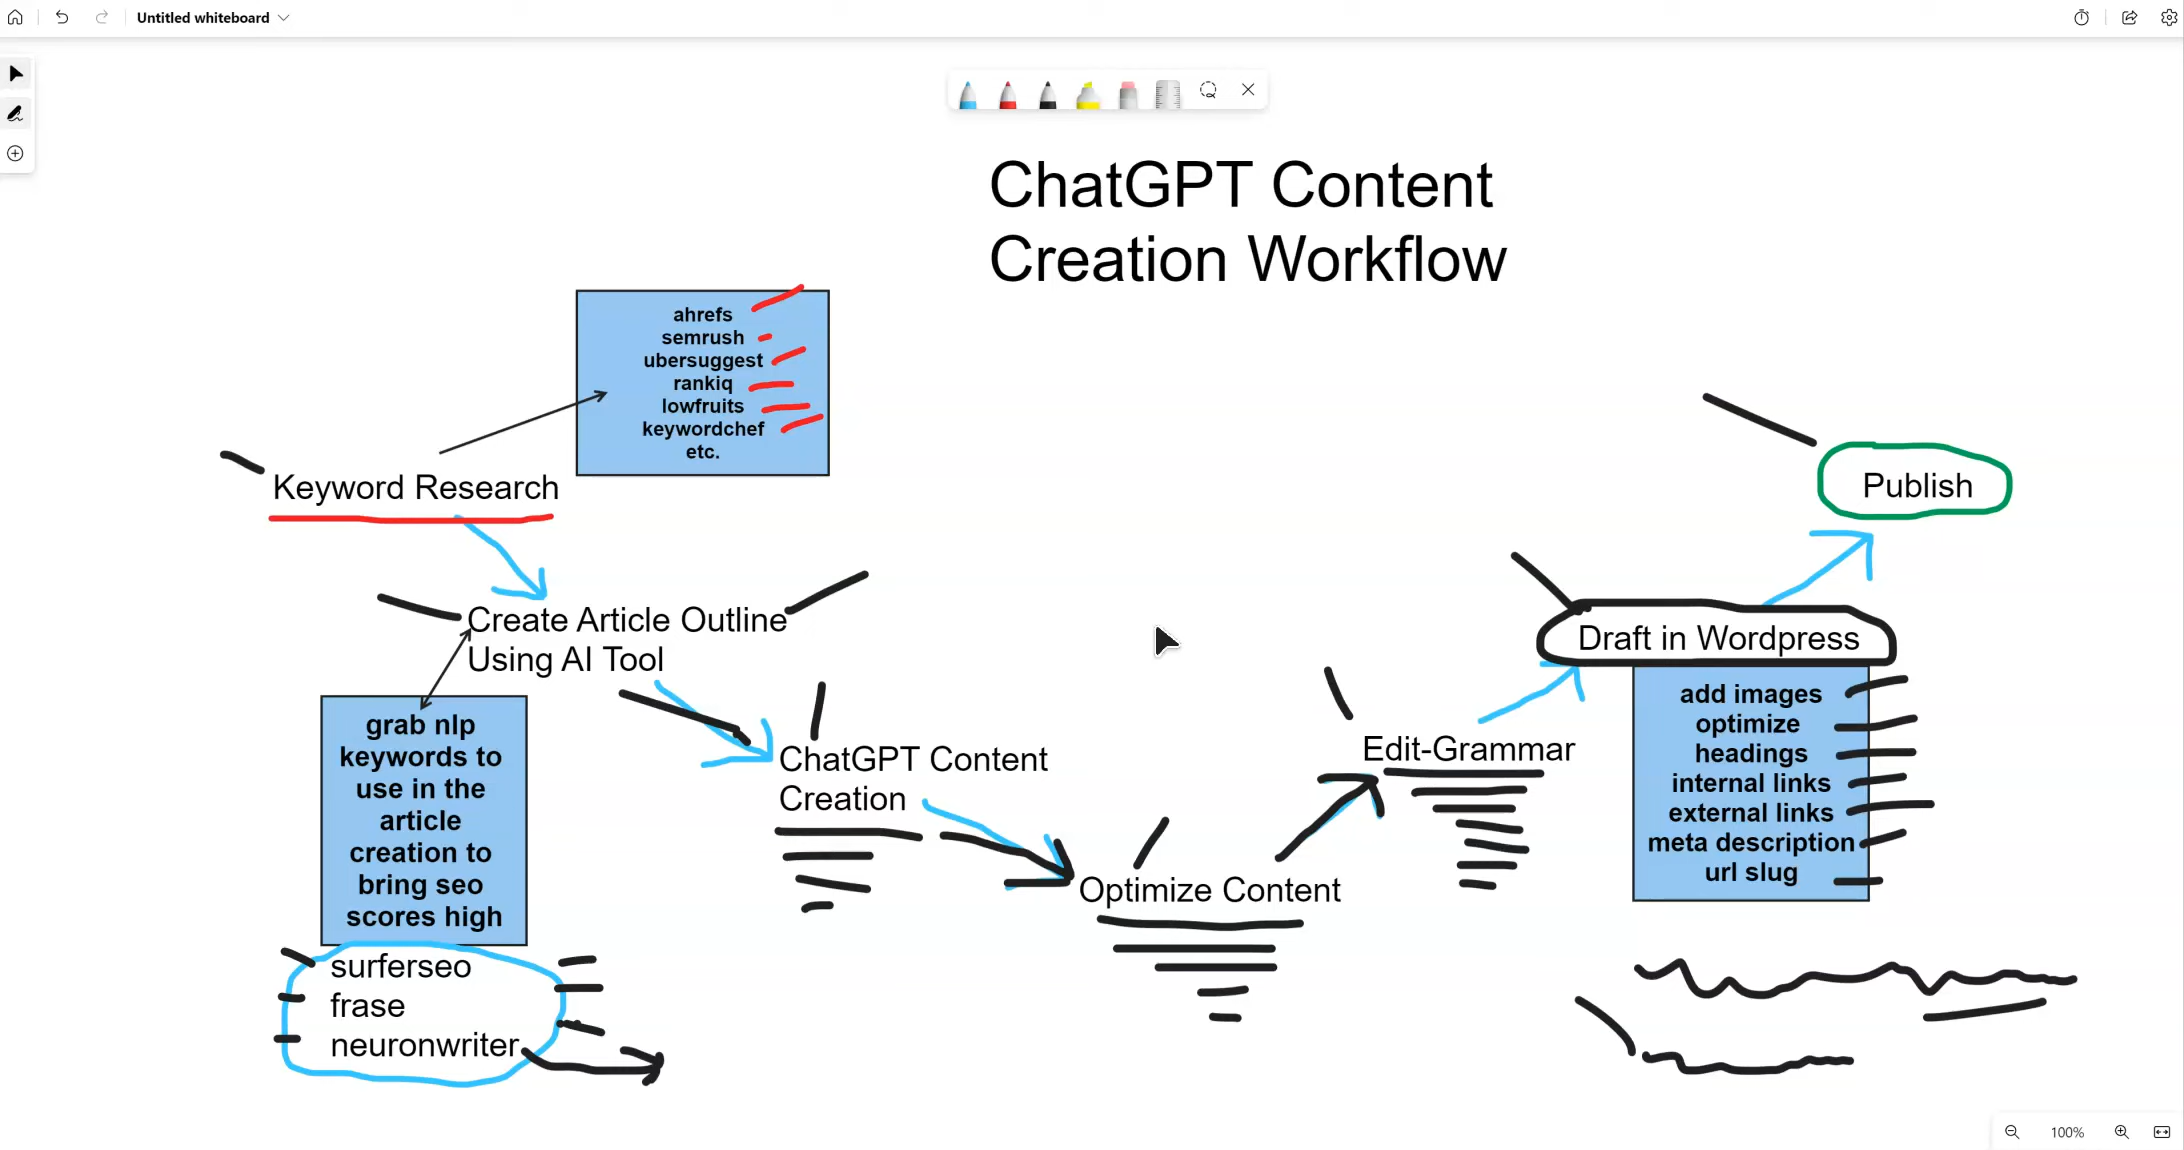 Untitled whiteboard
ChatGPT Content
Creation Workflow
ahrefs
semrush
ubersuggest
rankiq
lowfruits
keywordchef
etc.
Keyword Research
Create Article Outline
Using AI Tool
grab nlp
keywords to
use in the
article
creation to
bring seo
scores high
surferseo
frase
neuronwriter
ChatGPT Content
Creation
Optimize Content
Edit-Grammar
Draft in Wordpress
add images
optimize
headings
internal links
external links
meta description
url slug
Publish
100%